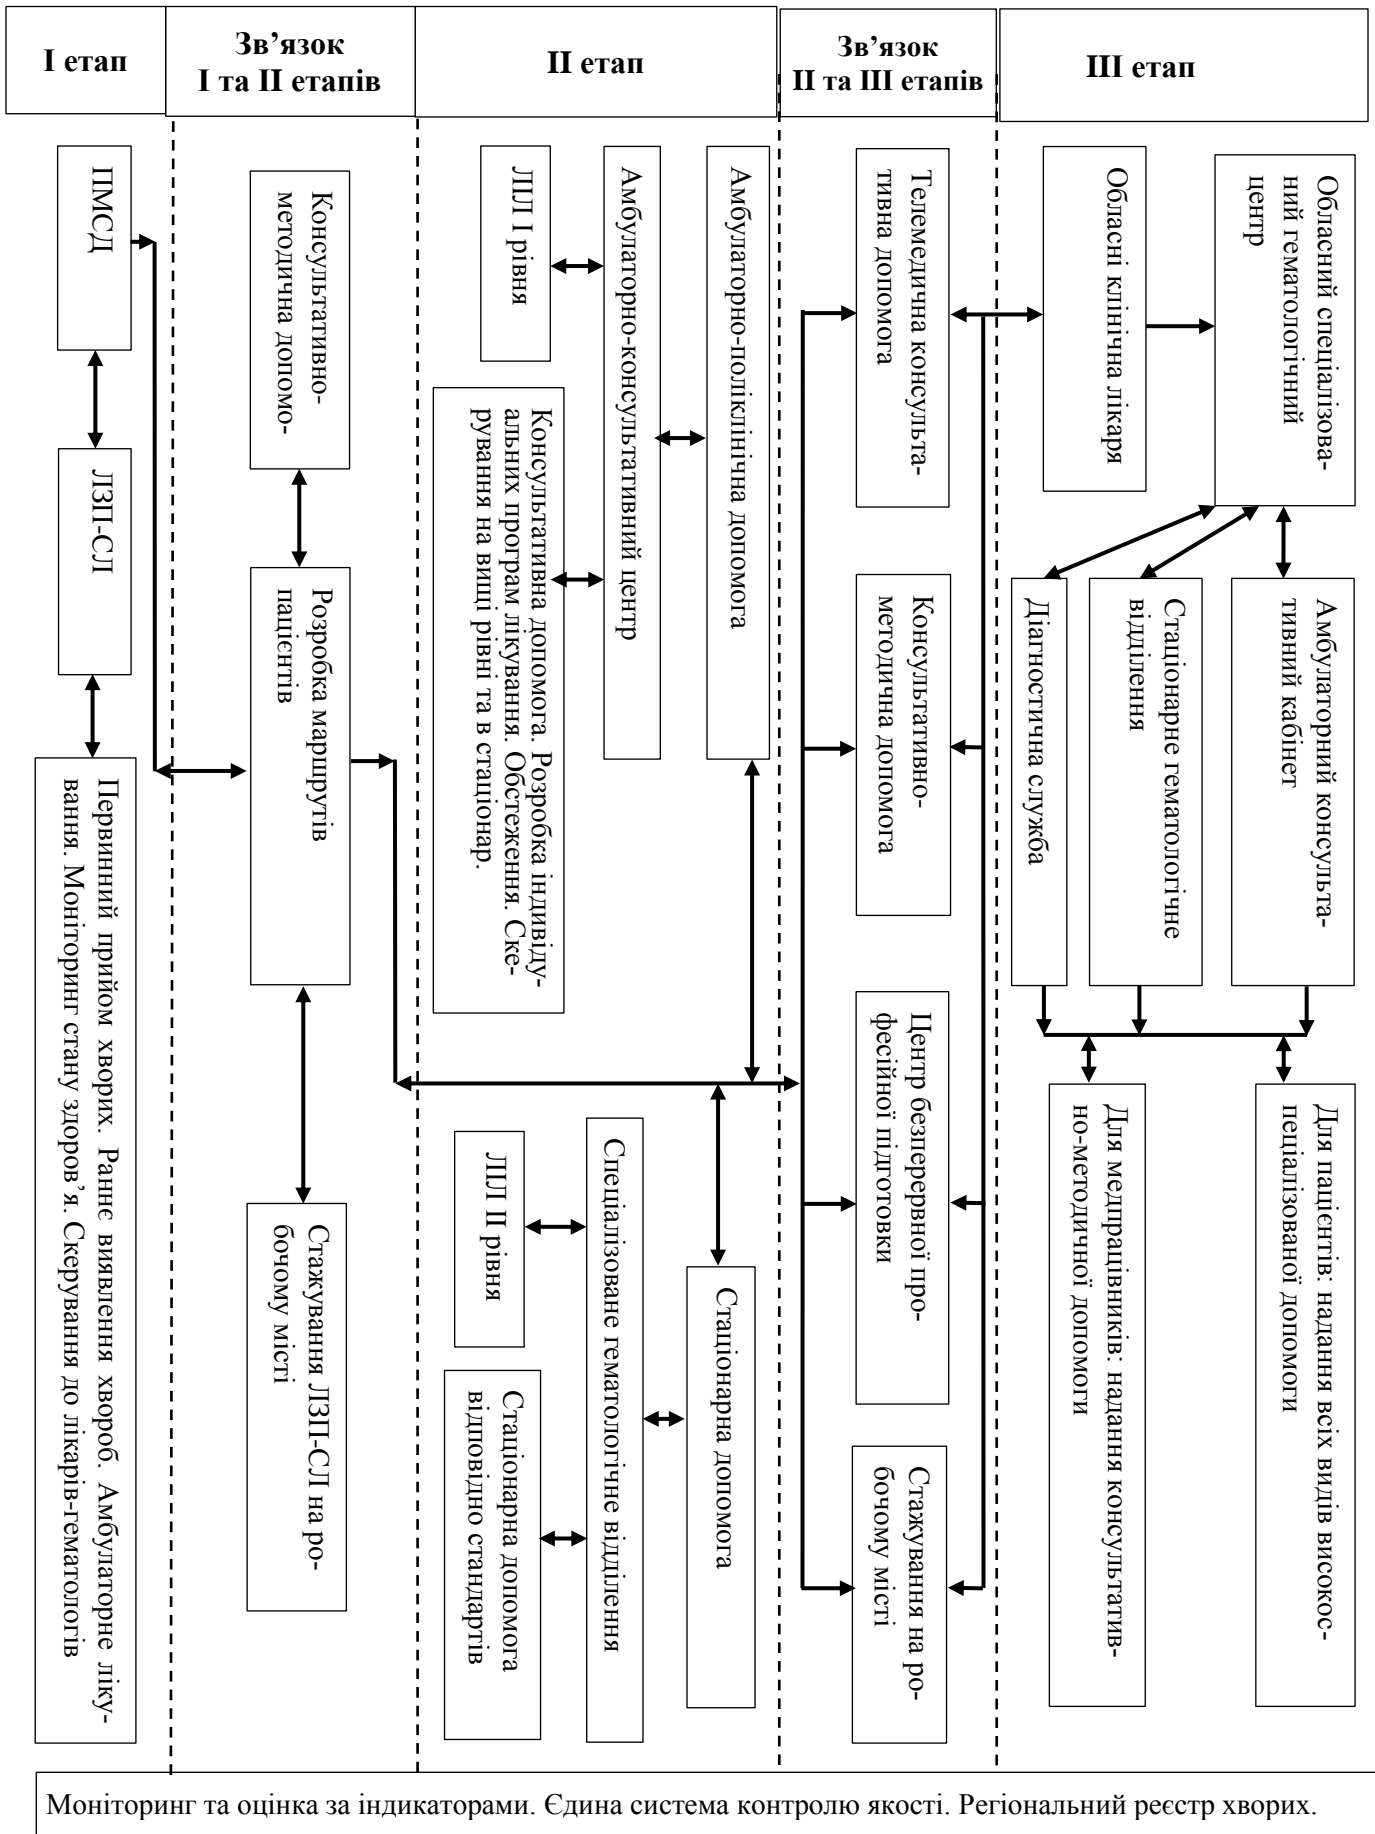 І етап
Зв’язок
І та ІІ етапів
ІІ етап
Зв’язок
ІІ та ІІІ етапів
ІІІ етап
ПМСД
ЛЗП-СЛ
Первинний прийом хворих. Раннє виявлення хвороб. Амбулаторне ліку-
вання. Моніторинг стану здоров’я. Скерування до лікарів-гематологів
Консультативно-
методична допомо-
Розробка маршрутів
пацієнтів
Стажування ЛЗП-СЛ на ро-
бочому місті
ЛІЛ І рівня
Амбулаторно-консультативний центр
Амбулаторно-поліклінічна допомога
Консультативна допомога. Розробка індивіду-
альних програм лікування. Обстеження. Ске-
рування на вищі рівні та в стаціонар.
ЛІЛ ІІ рівня
Спеціалізоване гематологічне відділення
Стаціонарна допомога
Стаціонарна допомога
відповідно стандартів
Телемедична консульта-
тивна допомога
Консультативно-
методична допомога
Центр безперервної про-
фесійної підготовки
Стажування на ро-
бочому місті
Обласні клінічна лікаря
Обласний спеціалізова-
ний гематологічний
центр
Діагностична служба
Стаціонарне гематологічне
відділення
Амбулаторний консульта-
тивний кабінет
Для медпрацівників: надання консультатив-
но-методичної допомоги
Для пацієнтів: надання всіх видів високос-
пеціалізованої допомоги
Моніторинг та оцінка за індикаторами. Єдина система контролю якості. Регіональний реєстр хворих.